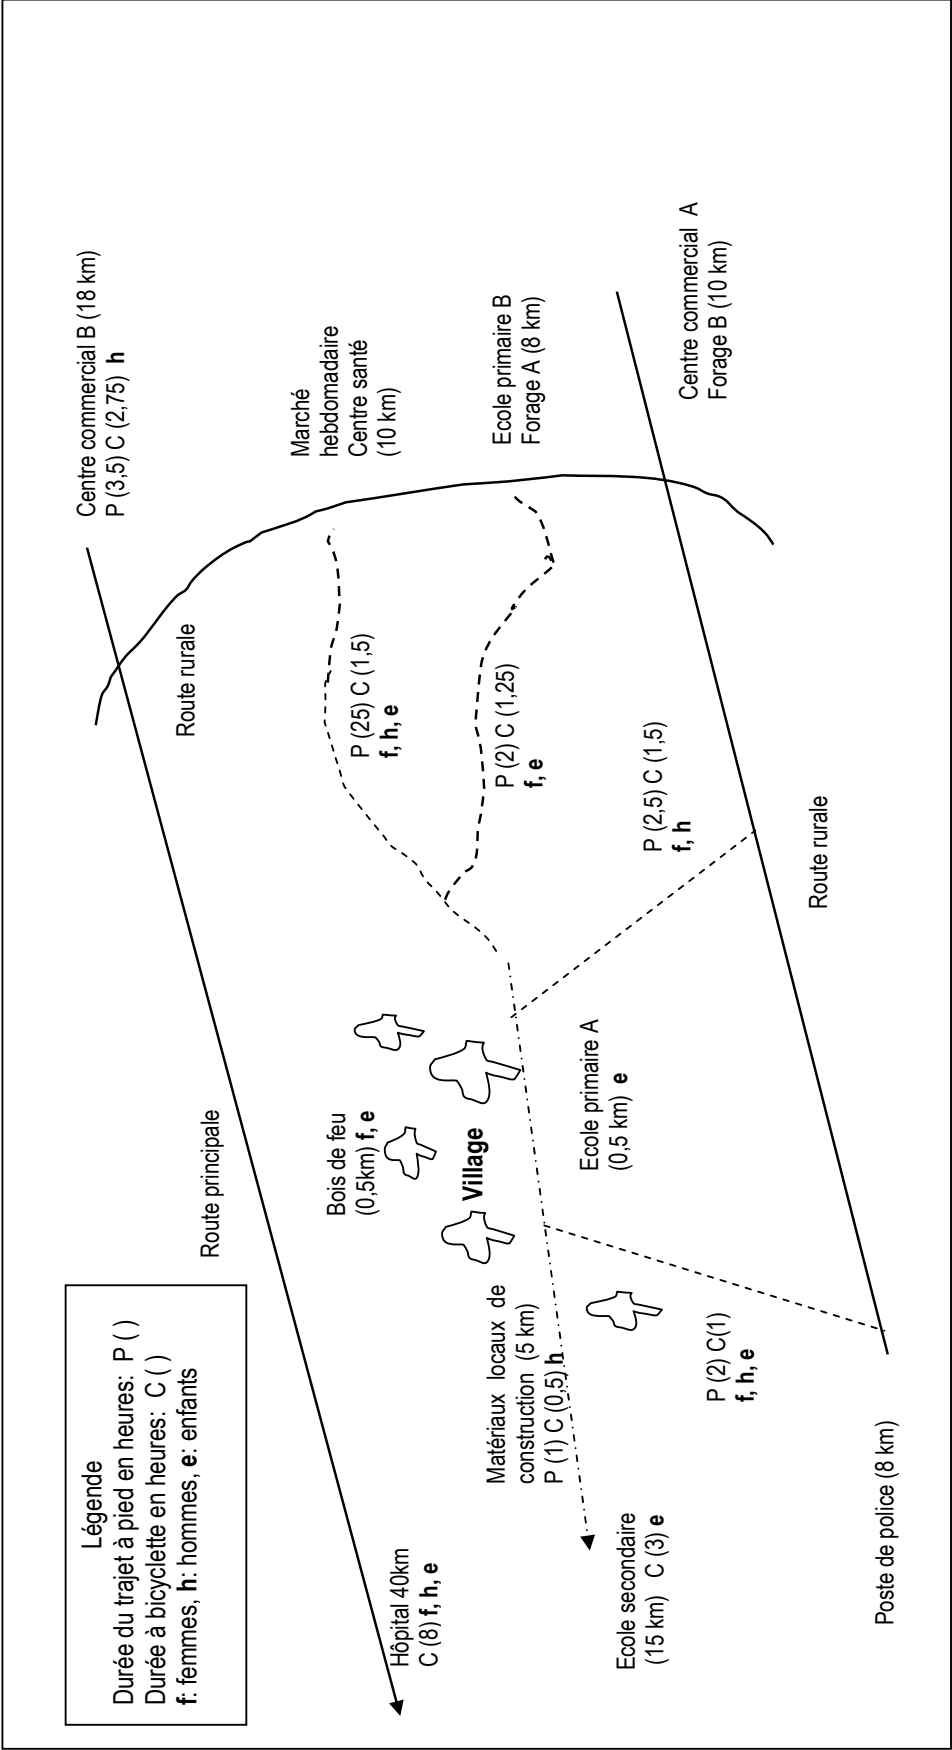 Légende
Durée du trajet à pied en heures: P ( )
Durée à bicyclette en heures: C ( )
f: femmes, h: hommes, e: enfants
Route principale
Route rurale
Centre commercial B (18 km)
P (3,5) C (2,75) h
Hôpital 40km
C (8) f, h, e
Bois de feu
(0,5km) f, e
Village
P (25) C (1,5)
f, h, e
Marché
hebdomadaire
Centre santé
(10 km)
Matériaux locaux de
construction (5 km)
P (1) C (0,5) h
P (2) C (1,25)
f, e
Ecole primaire B
Forage A (8 km)
Ecole secondaire
(15 km) C (3) e
Ecole primaire A
(0,5 km) e
P (2,5) C (1,5)
f, h
Centre commercial A
Forage B (10 km)
P (2) C(1)
f, h, e
Route rurale
Poste de police (8 km)